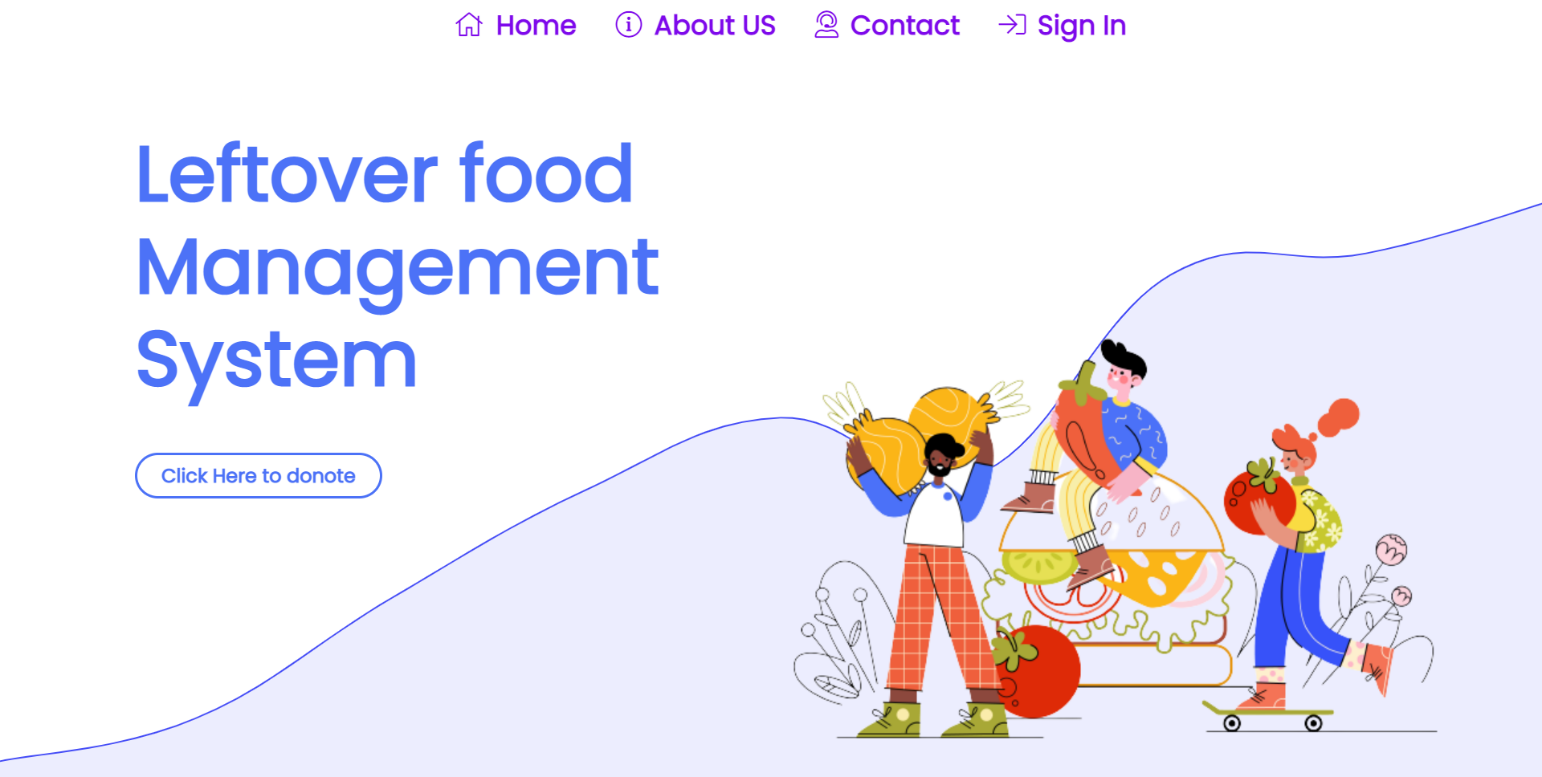 Home About US Contact Sign In
Leftover food
Management
System
Click Here to donote